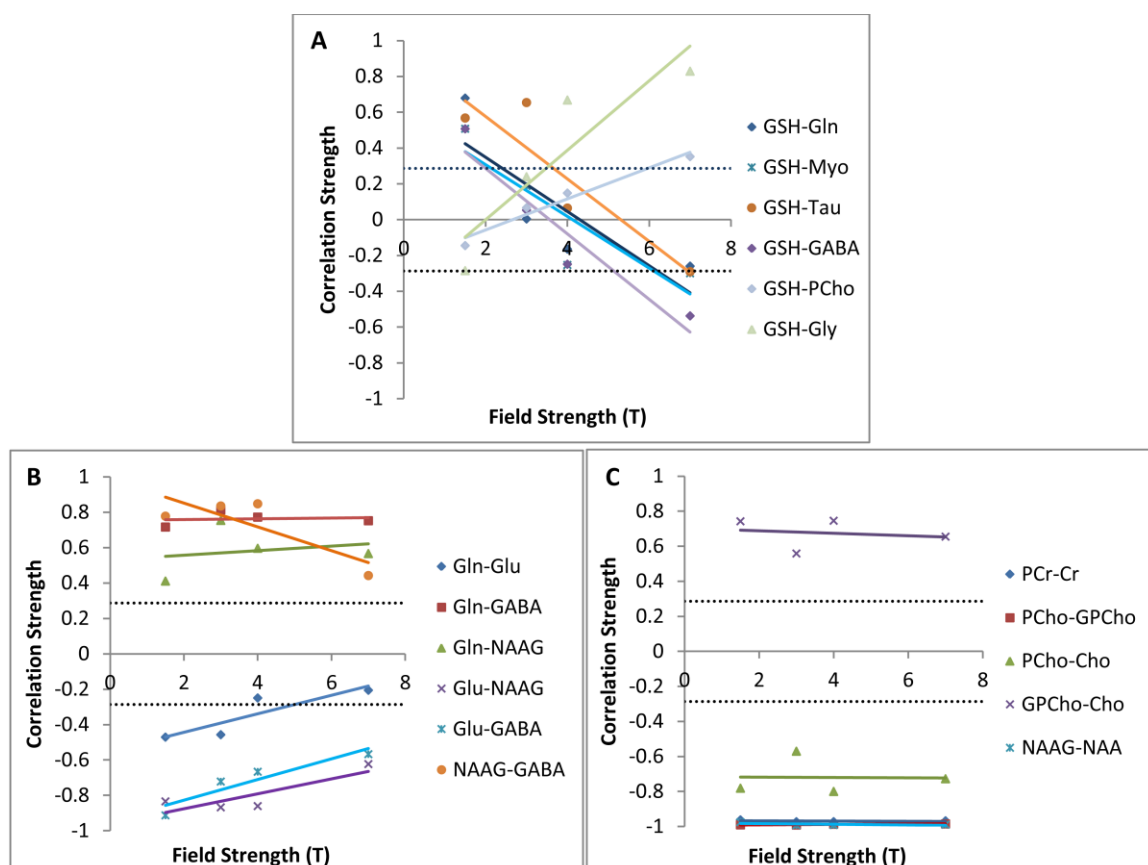 A
1
0.8
0.6
0.4
0.2
0
-0.2
-0.4
-0.6
-0.8
-1
0 2 4 6 8
Correlation Strength
Field Strength (T)
GSH-Gln
GSH-Myo
GSH-Tau
GSH-GABA
GSH-PCho
GSH-Gly
B
1
0.8
0.6
0.4
0.2
0
-0.2
-0.4
-0.6
-0.8
-1
0 2 4 6 8
Correlation Strength
Field Strength (T)
Gln-Glu
Gln-GABA
Gln-NAAG
Glu-NAAG
Glu-GABA
NAAG-GABA
C
1
0.8
0.6
0.4
0.2
0
-0.2
-0.4
-0.6
-0.8
-1
0 2 4 6 8
Correlation Strength
Field Strength (T)
PCr-Cr
PCho-GPCho
PCho-Cho
GPCho-Cho
NAAG-NAA